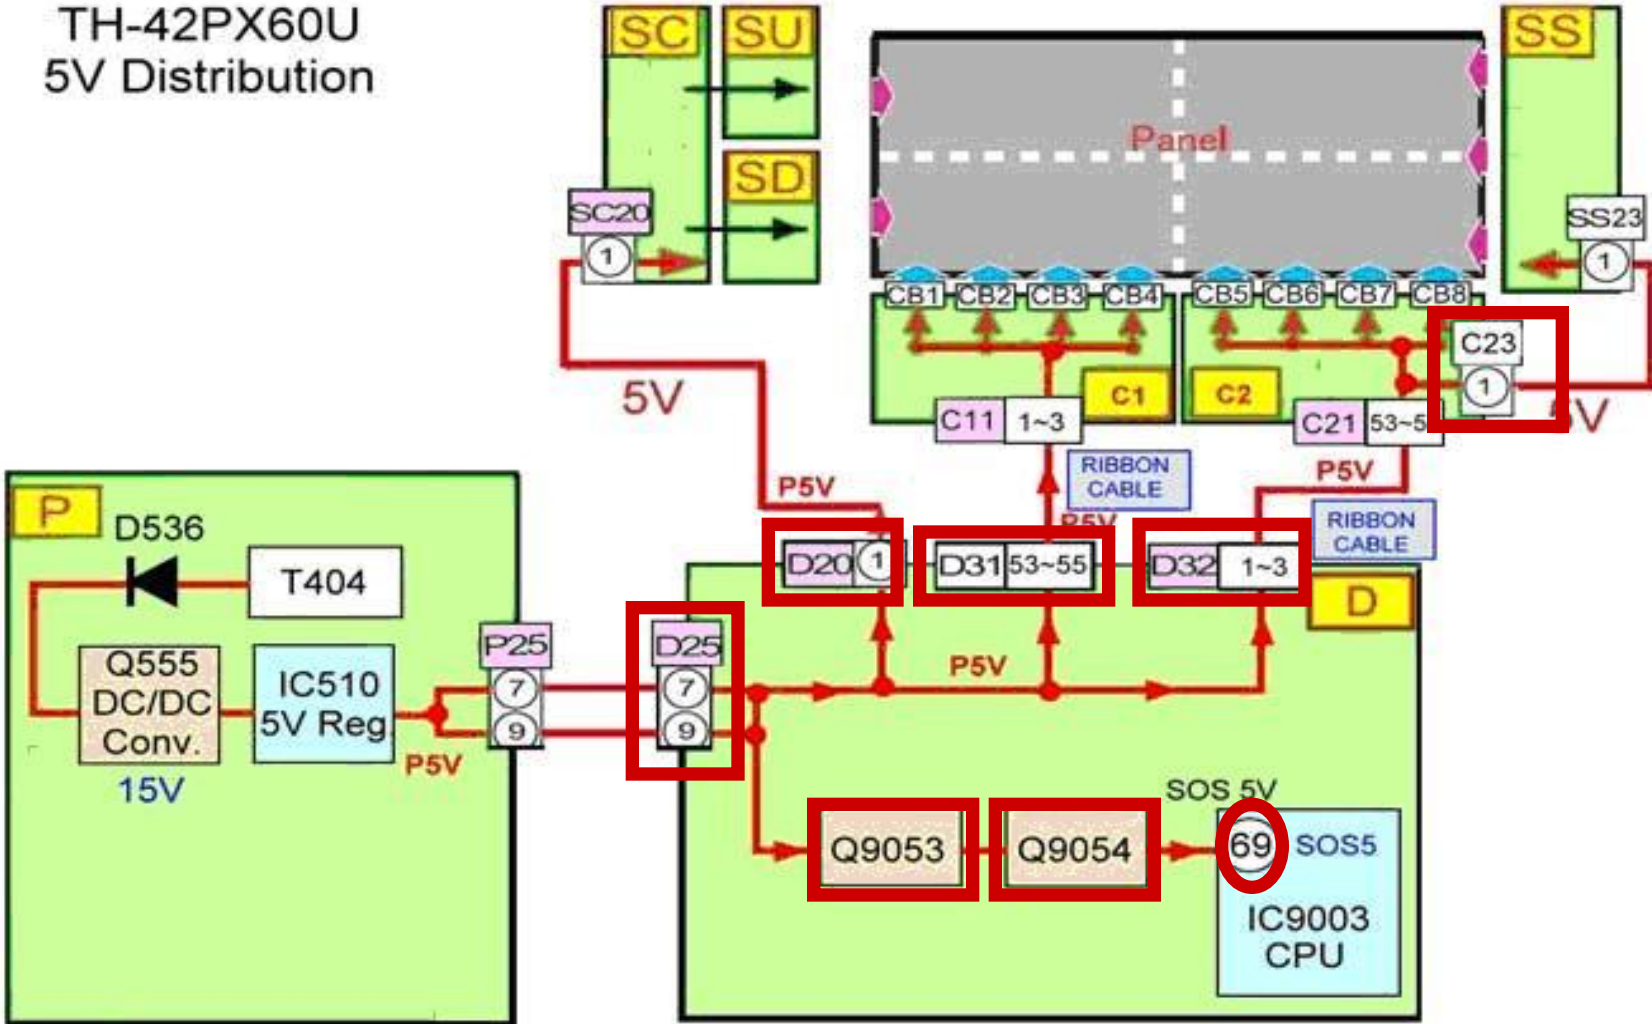 TH-42PX60U
5V Distribution
SC
SU
SD
SS
Panel
SC20
1
SS23
1
CB1
CB2
CB3
CB4
CB5
CB6
CB7
CB8
C23
1
C1
C2
C11
1~3
C21
53~5
5V
5V
P5V
RIBBON
CABLE
P5V
P5V
RIBBON
CABLE
P
D536
T404
Q555
DC/DC
Conv.
15V
IC510
5V Reg
P5V
P25
7
9
D25
7
9
D20
1
D31
53~55
D32
1~3
D
P5V
Q9053
Q9054
SOS 5V
69
SOS5
IC9003
CPU